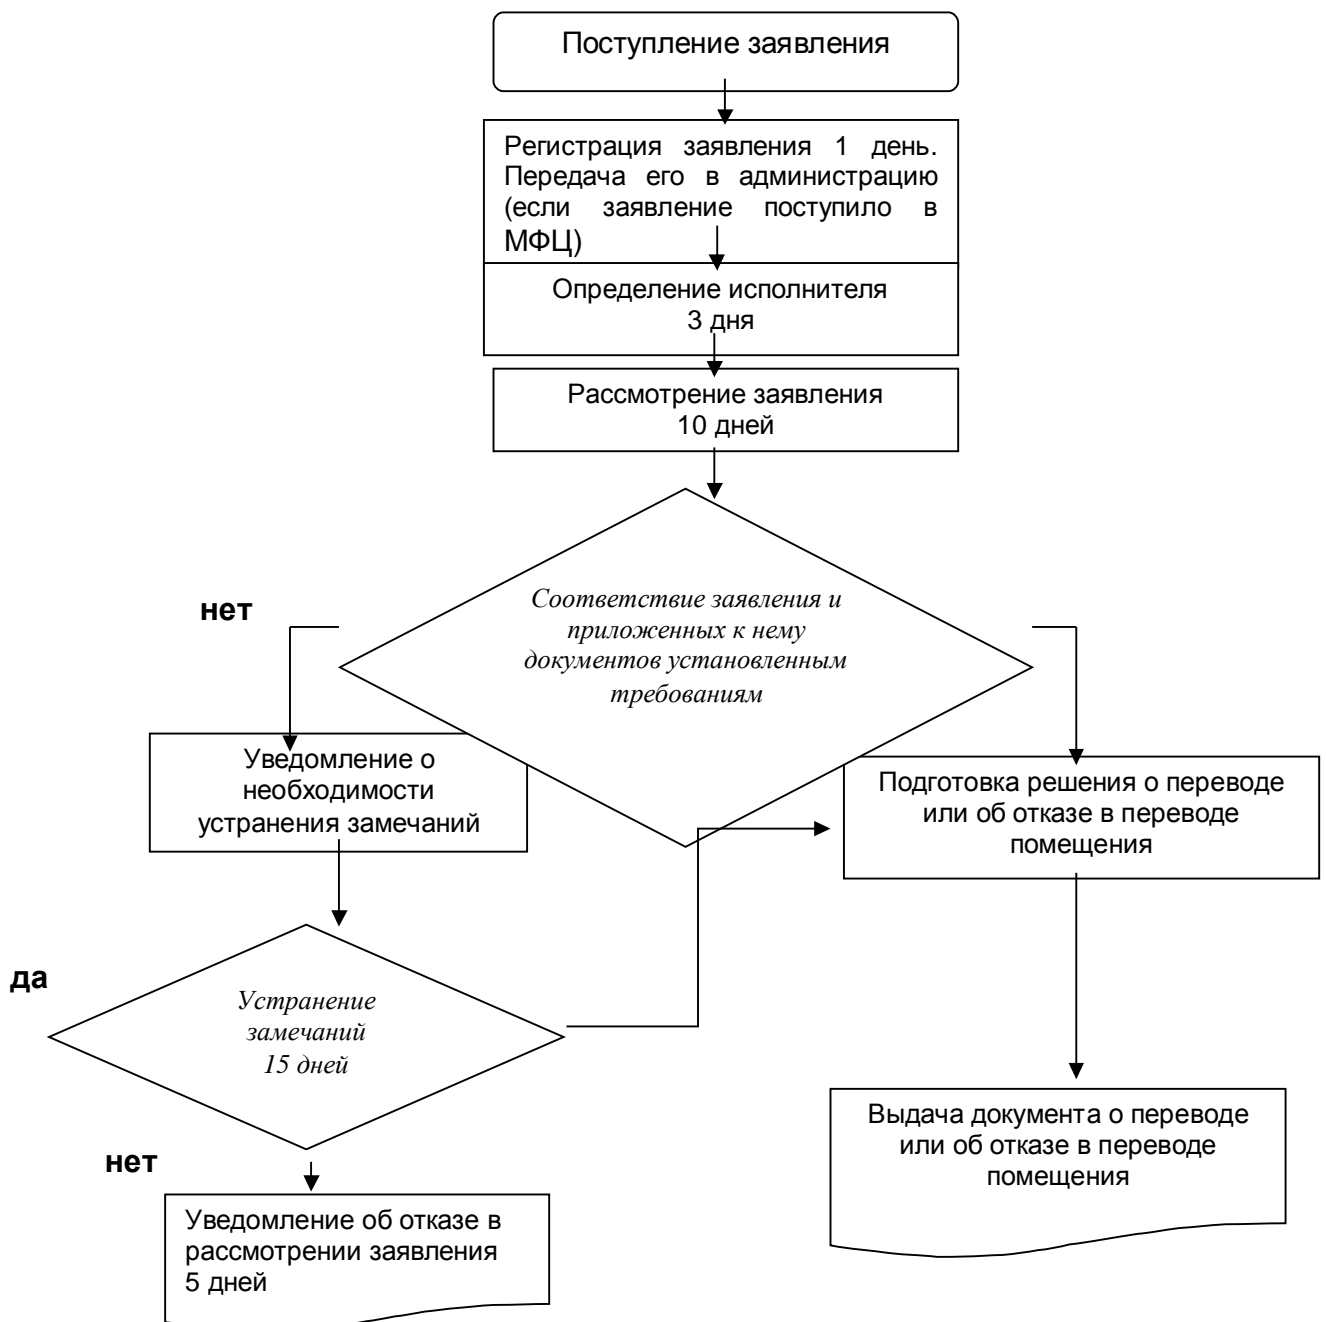 Поступление заявления
Регистрация заявления 1 день.
Передача его в администрацию
(если заявление поступило в
МФЦ)
Определение исполнителя
3 дня
Рассмотрение заявления
10 дней
нет
Соответствие заявления и
приложенных к нему
документов установленным
требованиям
Уведомление о
необходимости
устранения замечаний
Подготовка решения о переводе
или об отказе в переводе
помещения
да
Устранение
замечаний
15 дней
нет
Уведомление об отказе в
рассмотрении заявления
5 дней
Выдача документа о переводе
или об отказе в переводе
помещения